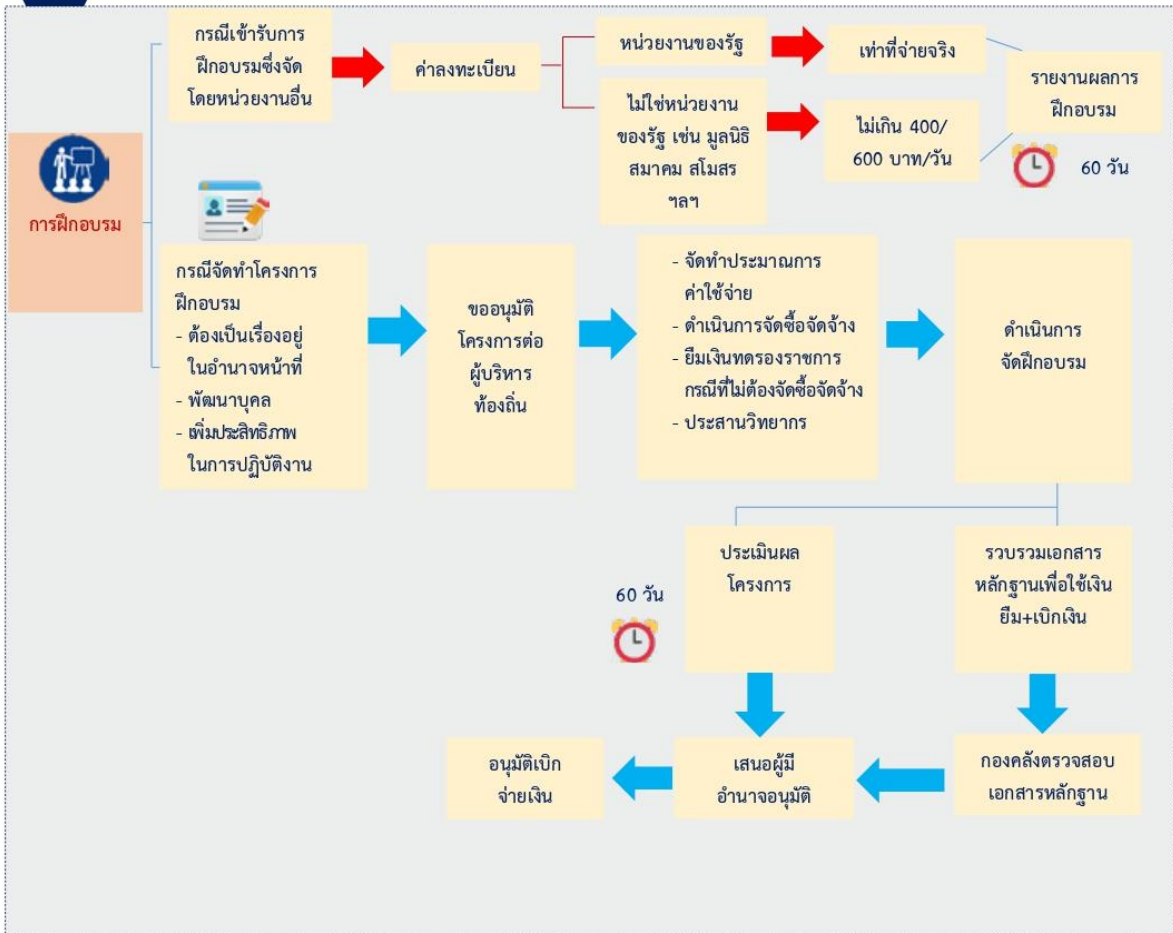 การฝึกอบรม
กรณีเข้ารับการ
ฝึกอบรมซึ่งจัด
โดยหน่วยงานอื่น
ค่าลงทะเบียน
หน่วยงานของรัฐ
เท่าที่จ่ายจริง
ไม่ใช่หน่วยงาน
ของรัฐ เช่น มูลนิธิ
สมาคม สโมสร
ฯลฯ
ไม่เกิน 400/
600 บาท/วัน
รายงานผลการ
ฝึกอบรม
60 วัน
กรณีจัดทำโครงการ
ฝึกอบรม
- ต้องเป็นเรื่องอยู่
ในอำนาจหน้าที่
- พัฒนาบุคล
- เพิ่มประสิทธิภาพ
ในการปฏิบัติงาน
ขออนุมัติ
โครงการต่อ
ผู้บริหาร
ท้องถิ่น
- จัดทำประมาณการ
ค่าใช้จ่าย
- ดำเนินการจัดซื้อจัดจ้าง
- ยืมเงินทดรองราชการ
กรณีที่ไม่ต้องจัดซื้อจัดจ้าง
- ประสานวิทยากร
ดำเนินการ
จัดฝึกอบรม
ประเมินผล
โครงการ
60 วัน
รวบรวมเอกสาร
หลักฐานเพื่อใช้เงิน
ยืม+เบิกเงิน
กองคลังตรวจสอบ
เอกสารหลักฐาน
เสนอผู้มี
อำนาจอนุมัติ
อนุมัติเบิก
จ่ายเงิน